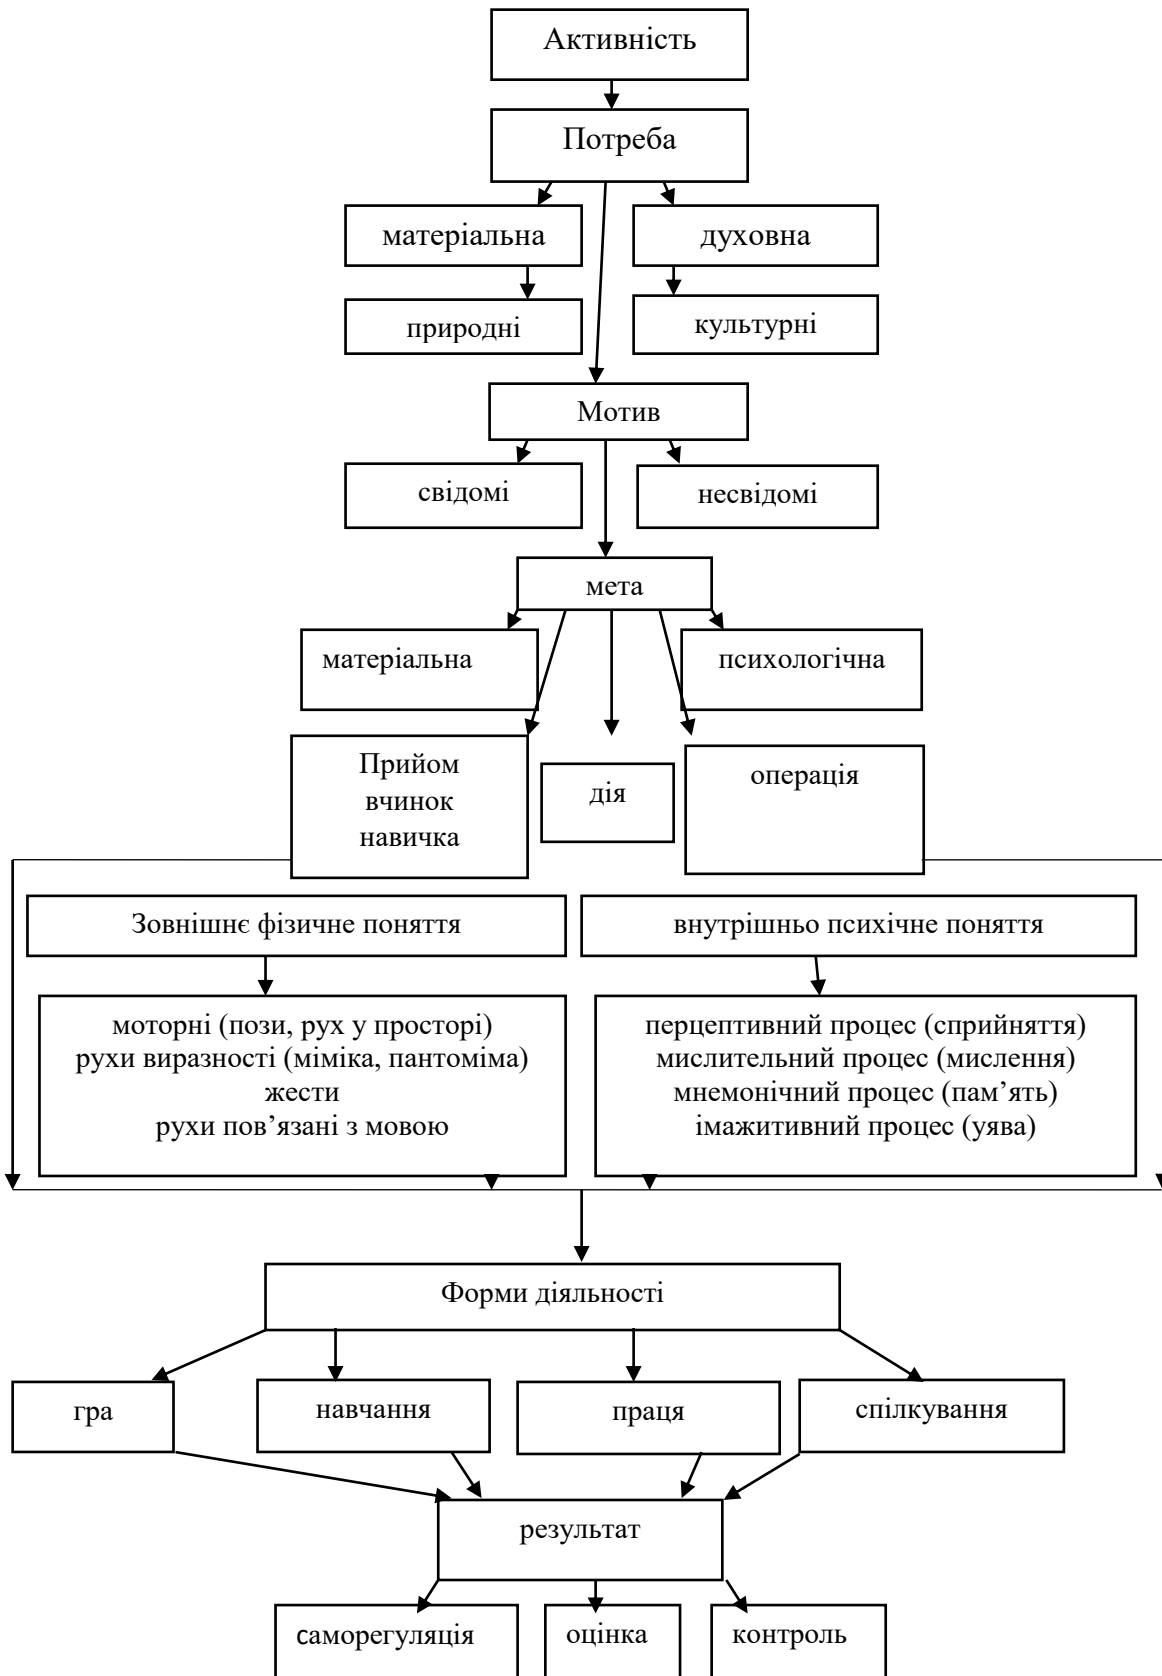 Активність
Потреба
матеріальна
духовна
природні
культурні
Мотив
свідомі
несвідомі
мета
матеріальна
психологічна
Прийом
вчинок
навичка
дія
операція
Зовнішнє фізичне поняття
внутрішньо психічне поняття
моторні (пози, рух у просторі)
рухи виразності (міміка, пантоміма)
жести
рухи пов’язані з мовою
перцептивний процес (сприйняття)
мислительний процес (мислення)
мнемонічний процес (пам’ять)
імажитивний процес (уява)
Форми діяльності
гра
навчання
праця
спілкування
результат
саморегуляція
оцінка
контроль